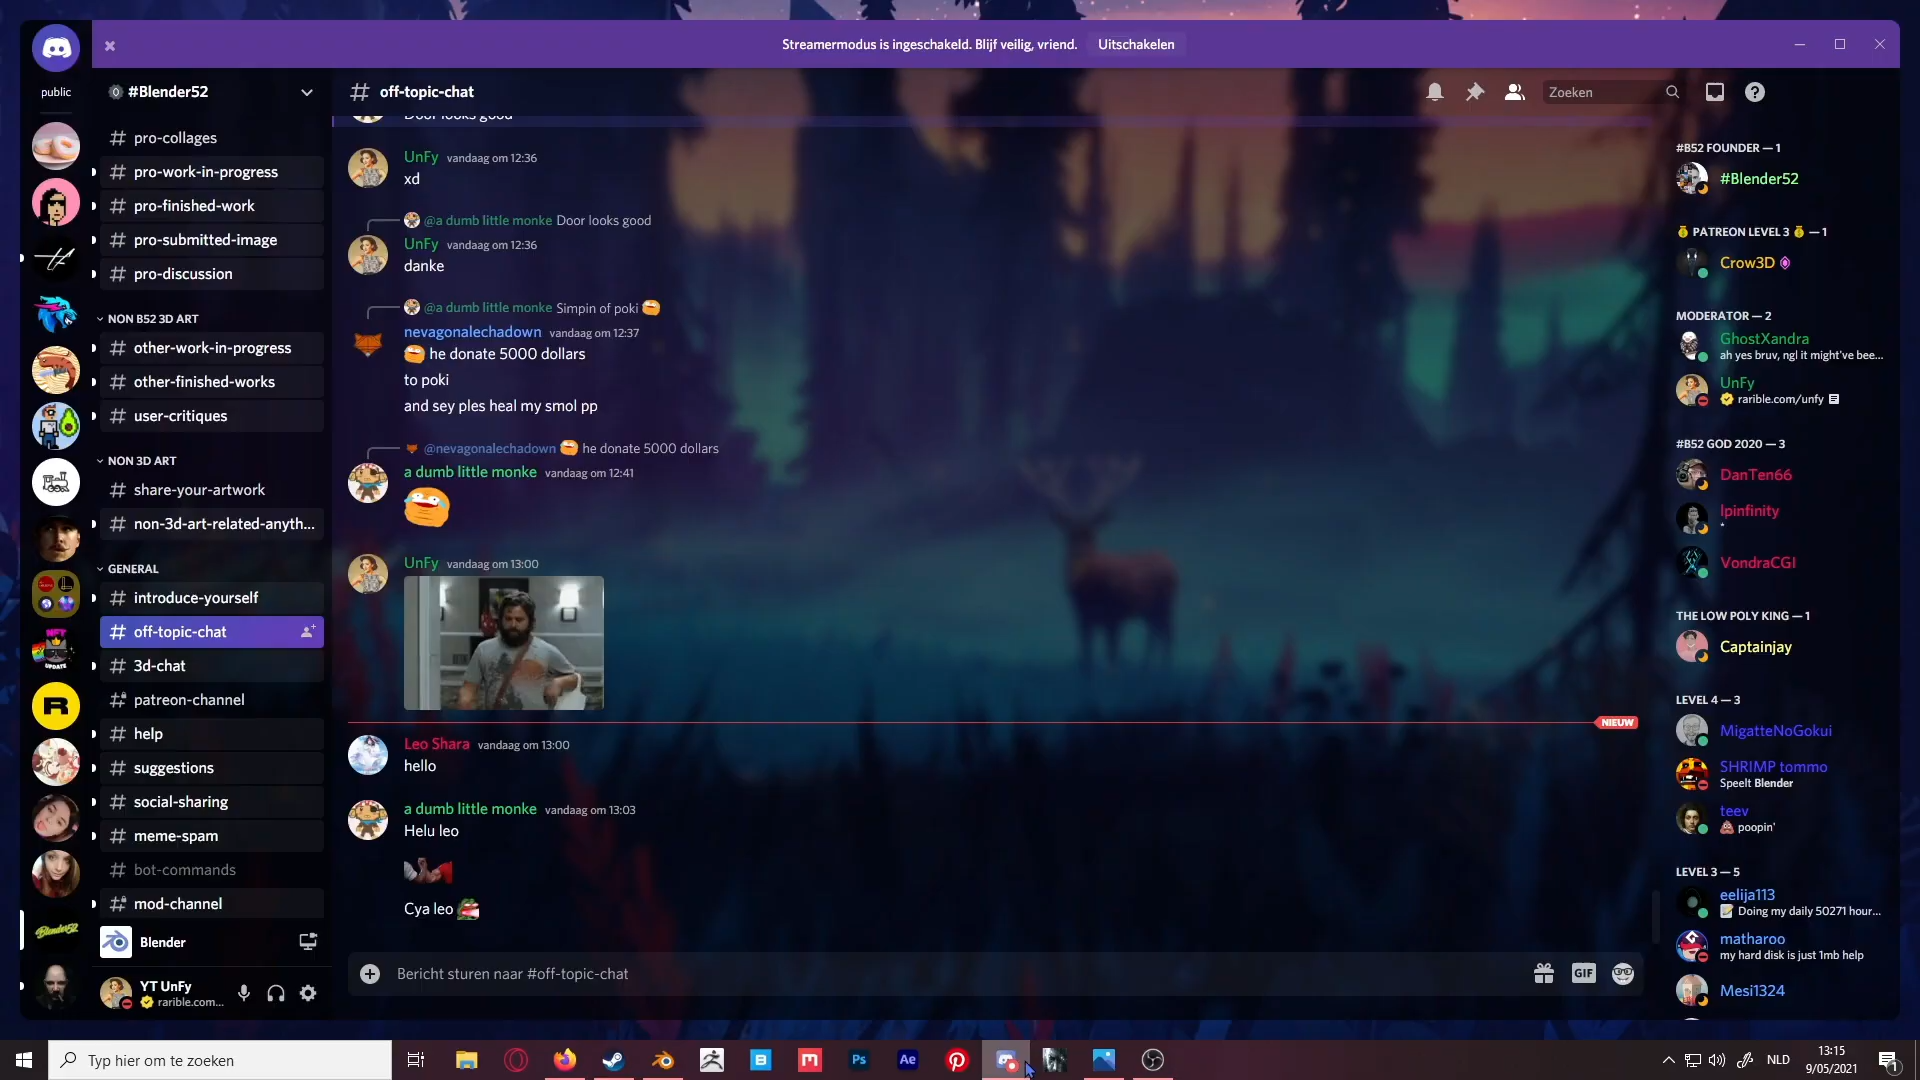 Streamermodus is ingeschakeld. Blijf veilig, vriend. Uitschakelen
public
#Blender52
# off-topic-chat
Zoeken
# pro-collages
# pro-work-in-progress
# pro-finished-work
# pro-submitted-image
# pro-discussion
NON B52 3D ART
# other-work-in-progress
# other-finished-works
# user-critiques
NON 3D ART
# share-your-artwork
# non-3d-art-related-anyth...
GENERAL
# introduce-yourself
# off-topic-chat
# 3d-chat
# patreon-channel
# help
# suggestions
# social-sharing
# meme-spam
# bot-commands
# mod-channel
Blender
YT UnFy
rarible.com...
NFT
UPDATE
R
Blender52
Door looks good
UnFy vandaag om 12:36
xd
@a dumb little monke Door looks good
UnFy vandaag om 12:36
danke
@a dumb little monke Simpin of poki
nevagonalechadown vandaag om 12:37
he donate 5000 dollars
to poki
and sey ples heal my smol pp
@nevagonalechadown he donate 5000 dollars
a dumb little monke vandaag om 12:41
UnFy vandaag om 13:00
NIEUW
Leo Shara vandaag om 13:00
hello
a dumb little monke vandaag om 13:03
Helu leo
Cya leo
Bericht sturen naar #off-topic-chat
GIF
#B52 FOUNDER — 1
#Blender52
PATREON LEVEL 3 — 1
Crow3D
MODERATOR — 2
GhostXandra
ah yes bruv, ngl it might've bee...
UnFy
rarible.com/unfy
#B52 GOD 2020 — 3
DanTen66
lpinfinity
*
VondraCGI
THE LOW POLY KING — 1
Captainjay
LEVEL 4 — 3
MigatteNoGokui
SHRIMP tommo
Speelt Blender
teev
poopin'
LEVEL 3 — 5
eelija113
Doing my daily 50271 hour...
matharoo
my hard disk is just 1mb help
Mesi1324
Typ hier om te zoeken
B
Ps
Ae
NLD
13:15
9/05/2021
1